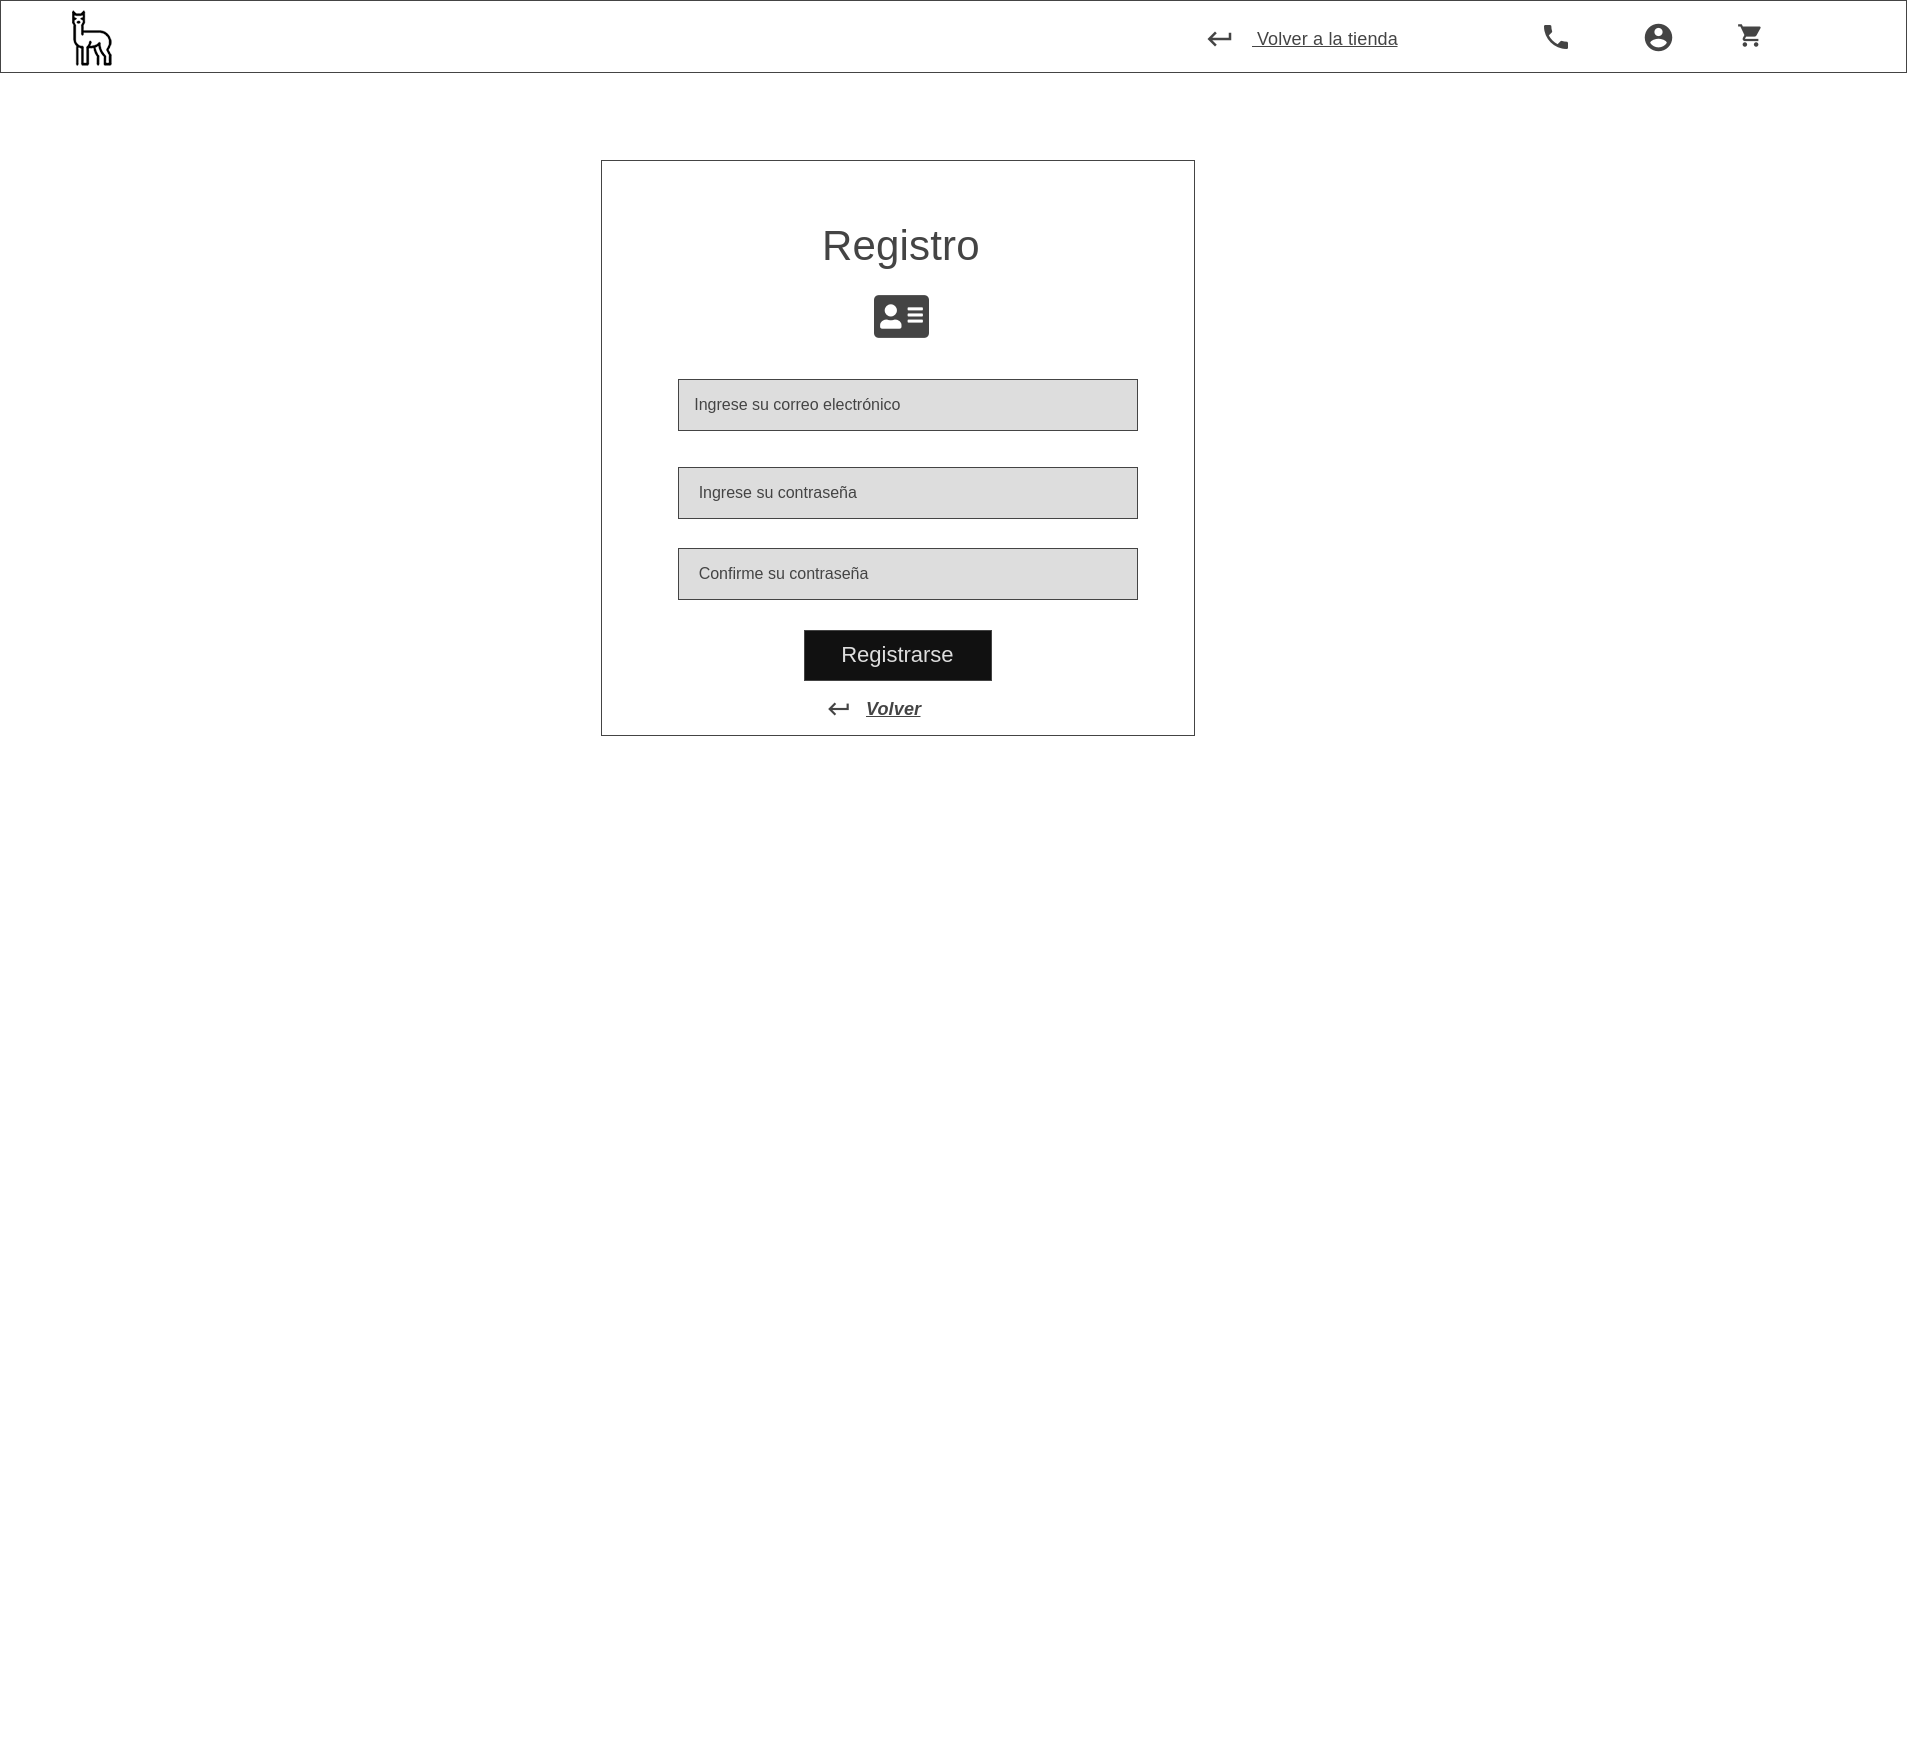 Volver a la tienda
Registro
Ingrese su correo electrónico
Ingrese su contraseña
Confirme su contraseña
Registrarse
Volver